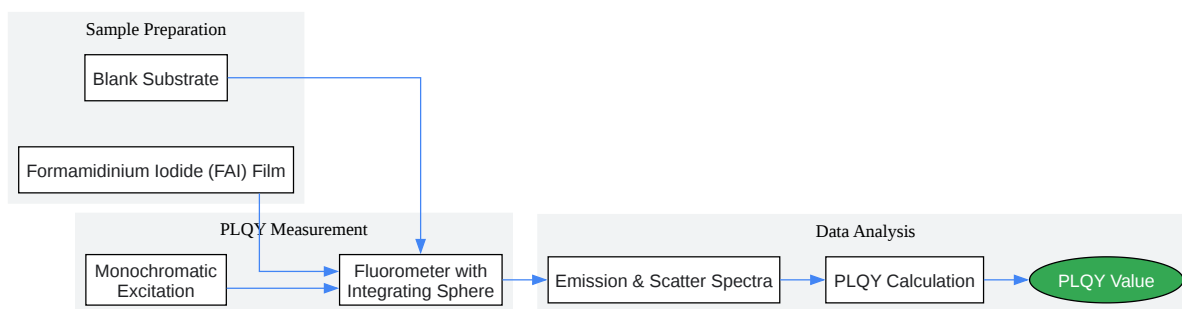 Sample Preparation
Blank Substrate
Formamidinium Iodide (FAI) Film
PLQY Measurement
Monochromatic
Excitation
Fluorometer with
Integrating Sphere
Data Analysis
Emission & Scatter Spectra
PLQY Calculation
PLQY Value